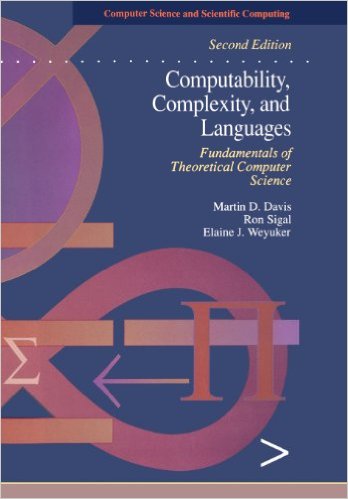 Computer Science and Scientific Computing
Second Edition
Computability,
Complexity, and
Languages
Fundamentals of
Theoretical Computer
Science
Martin D. Davis
Ron Sigal
Elaine J. Weyuker
Σ
Π
>